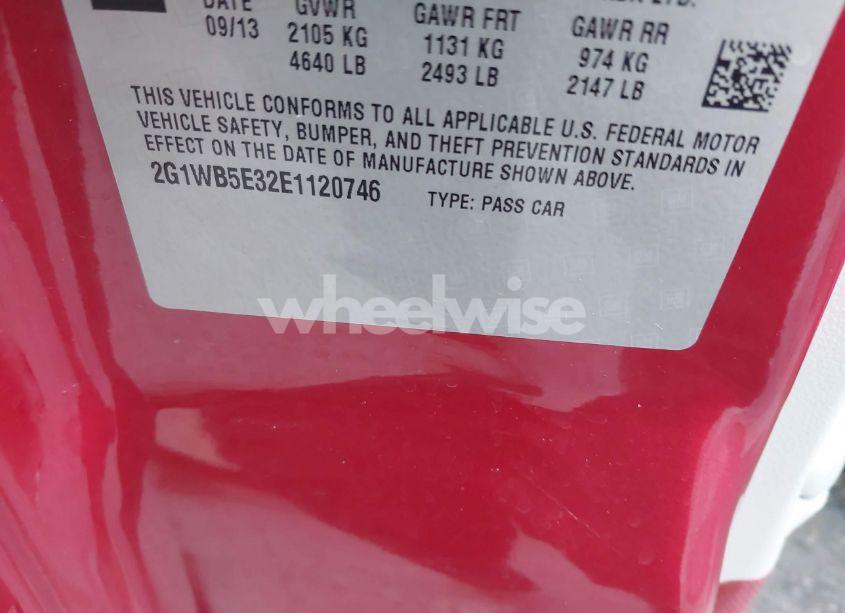 DATE GVWR GAWR FRT GAWR RR
09/13 2105 KG 1131 KG 974 KG
4640 LB 2493 LB 2147 LB
THIS VEHICLE CONFORMS TO ALL APPLICABLE U.S. FEDERAL MOTOR
VEHICLE SAFETY, BUMPER, AND THEFT PREVENTION STANDARDS IN
EFFECT ON THE DATE OF MANUFACTURE SHOWN ABOVE.
2G1WB5E32E1120746 TYPE: PASS CAR
wheelwise